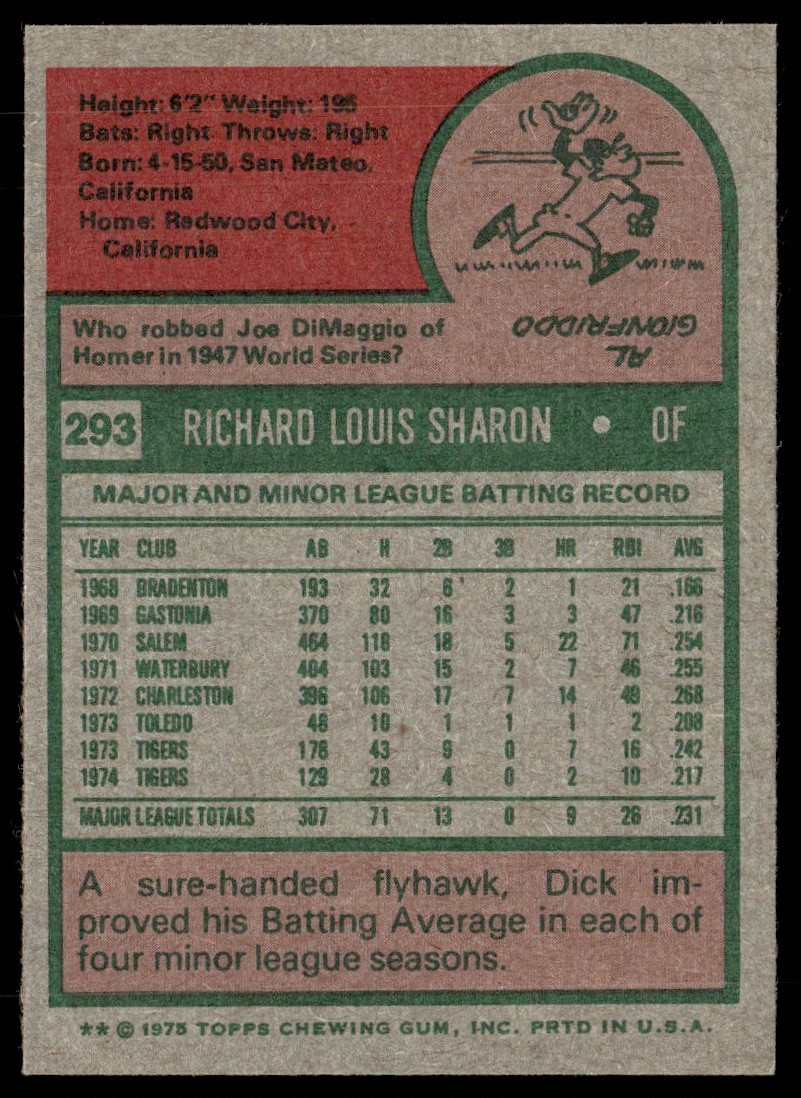 Height: 6'2" Weight: 195
Bats: Right Throws: Right
Born: 4-15-50, San Mateo,
California
Home: Redwood City,
California
Who robbed Joe DiMaggio of
Homer in 1947 World Series?
AL
GIONFRIDDO
293 RICHARD LOUIS SHARON • OF
MAJOR AND MINOR LEAGUE BATTING RECORD
YEAR CLUB AB H 2B 3B HR RBI AVG
1968 BRADENTON 193 32 6 2 1 21 .166
1969 GASTONIA 370 80 16 3 3 47 .216
1970 SALEM 464 118 18 5 22 71 .254
1971 WATERBURY 404 103 15 2 7 46 .255
1972 CHARLESTON 396 106 17 7 14 49 .268
1973 TOLEDO 48 10 1 1 1 2 .208
1973 TIGERS 178 43 9 0 7 16 .242
1974 TIGERS 129 28 4 0 2 10 .217
MAJOR LEAGUE TOTALS 307 71 13 0 9 26 .231
A sure-handed flyhawk, Dick im-
proved his Batting Average in each of
four minor league seasons.
** © 1975 TOPPS CHEWING GUM, INC. PRTD IN U.S.A.